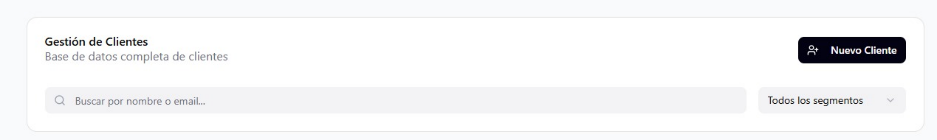 Gestión de Clientes
Base de datos completa de clientes
Nuevo Cliente
Buscar por nombre o email...
Todos los segmentos